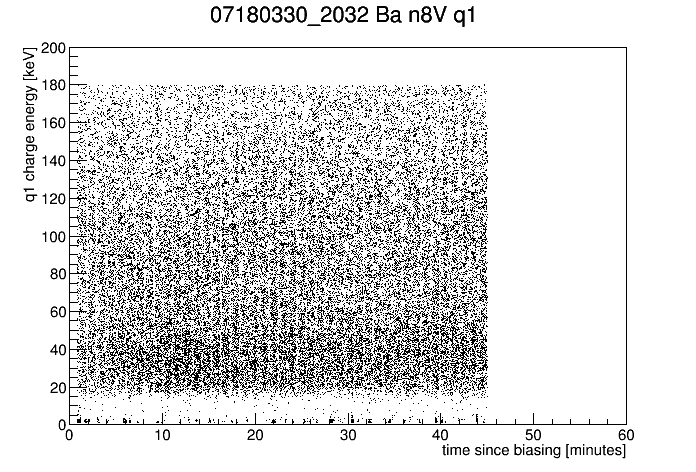 07180330_2032 Ba n8V q1
q1 charge energy [keV]
200
180
160
140
120
100
80
60
40
20
0
0 10 20 30 40 50 60
time since biasing [minutes]